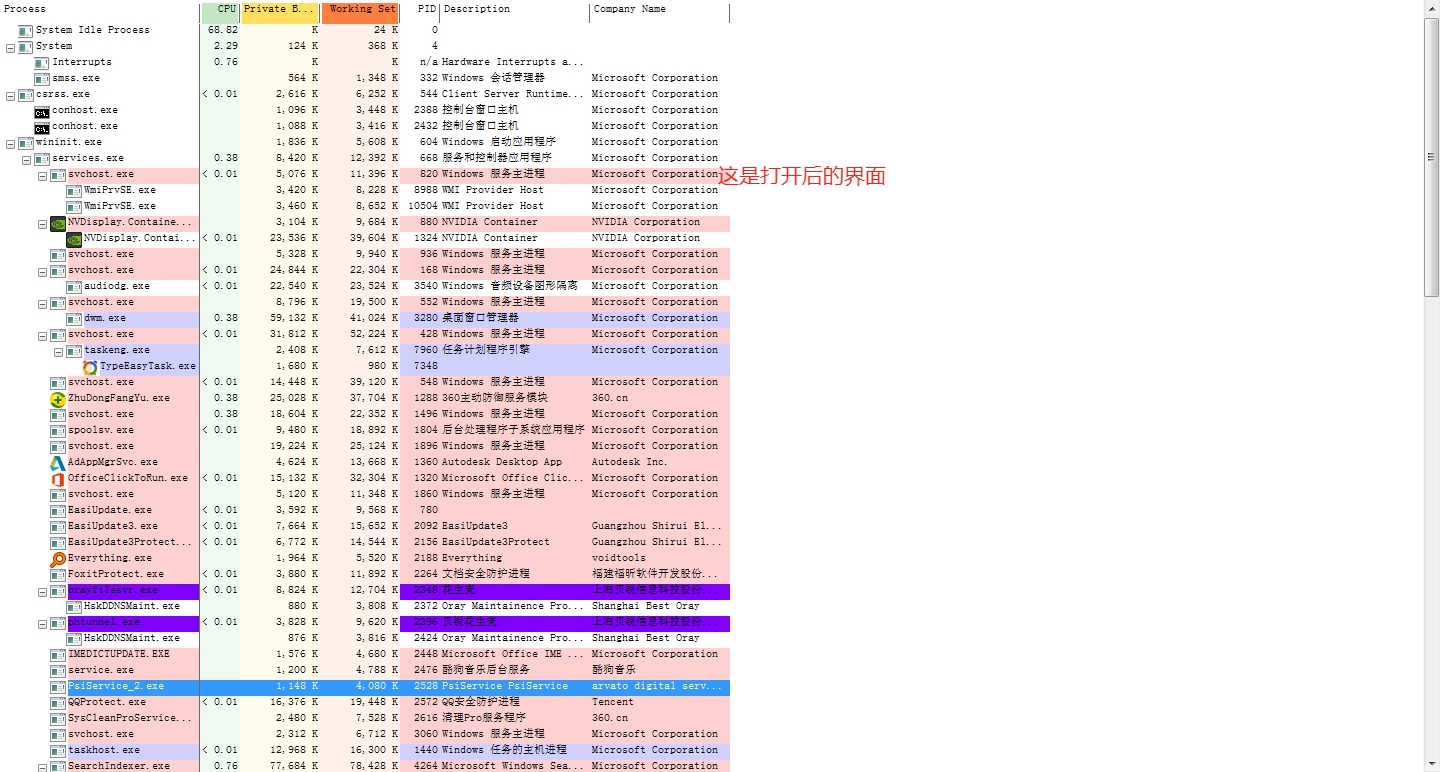 Process CPU Private B... Working Set PID Description Company Name
System Idle Process 68.82 K 24 K 0
System 2.29 124 K 368 K 4
Interrupts 0.76 K K n/a Hardware Interrupts a...
smss.exe 564 K 1,348 K 332 Windows 会话管理器 Microsoft Corporation
csrss.exe < 0.01 2,616 K 6,252 K 544 Client Server Runtime... Microsoft Corporation
conhost.exe 1,096 K 3,448 K 2388 控制台窗口主机 Microsoft Corporation
conhost.exe 1,088 K 3,416 K 2432 控制台窗口主机 Microsoft Corporation
wininit.exe 1,836 K 5,608 K 604 Windows 启动应用程序 Microsoft Corporation
services.exe 0.38 8,420 K 12,392 K 668 服务和控制器应用程序 Microsoft Corporation
svchost.exe < 0.01 5,076 K 11,396 K 820 Windows 服务主进程 Microsoft Corporation
这是打开后的界面
WmiPrvSE.exe 3,420 K 8,228 K 8988 WMI Provider Host Microsoft Corporation
WmiPrvSE.exe 3,460 K 8,652 K 10504 WMI Provider Host Microsoft Corporation
NVDisplay.Containe... 3,104 K 9,684 K 880 NVIDIA Container NVIDIA Corporation
NVDisplay.Contai... < 0.01 23,536 K 39,604 K 1324 NVIDIA Container NVIDIA Corporation
svchost.exe 5,328 K 9,940 K 936 Windows 服务主进程 Microsoft Corporation
svchost.exe < 0.01 24,844 K 22,304 K 168 Windows 服务主进程 Microsoft Corporation
audiodg.exe < 0.01 22,540 K 23,524 K 3540 Windows 音频设备图形隔离 Microsoft Corporation
svchost.exe 8,796 K 19,500 K 552 Windows 服务主进程 Microsoft Corporation
dwm.exe 0.38 59,132 K 41,024 K 3280 桌面窗口管理器 Microsoft Corporation
svchost.exe < 0.01 31,812 K 52,224 K 428 Windows 服务主进程 Microsoft Corporation
taskeng.exe 2,408 K 7,612 K 7960 任务计划程序引擎 Microsoft Corporation
TypeEasyTask.exe 1,680 K 980 K 7348
svchost.exe < 0.01 14,448 K 39,120 K 548 Windows 服务主进程 Microsoft Corporation
ZhuDongFangYu.exe 0.38 25,028 K 37,704 K 1288 360主动防御服务模块 360.cn
svchost.exe 0.38 18,604 K 22,352 K 1496 Windows 服务主进程 Microsoft Corporation
spoolsv.exe < 0.01 9,480 K 18,892 K 1804 后台处理程序子系统应用程序 Microsoft Corporation
svchost.exe 19,224 K 25,124 K 1896 Windows 服务主进程 Microsoft Corporation
AdAppMgrSvc.exe 4,624 K 13,668 K 1360 Autodesk Desktop App Autodesk Inc.
OfficeClickToRun.exe < 0.01 15,132 K 32,304 K 1320 Microsoft Office Clic... Microsoft Corporation
svchost.exe 5,120 K 11,348 K 1860 Windows 服务主进程 Microsoft Corporation
EasiUpdate.exe < 0.01 3,592 K 9,568 K 780
EasiUpdate3.exe < 0.01 7,664 K 15,652 K 2092 EasiUpdate3 Guangzhou Shirui El...
EasiUpdate3Protect... < 0.01 6,772 K 14,544 K 2156 EasiUpdate3Protect Guangzhou Shirui El...
Everything.exe 1,964 K 5,520 K 2188 Everything voidtools
FoxitProtect.exe < 0.01 3,880 K 11,892 K 2264 文档安全防护进程 福建福昕软件开发股份...
orayfilesvr.exe < 0.01 8,824 K 12,704 K 2348 花生壳 上海贝锐信息科技股份...
HskDDNSMaint.exe 880 K 3,808 K 2372 Oray Maintainence Pro... Shanghai Best Oray
phtunnel.exe < 0.01 3,828 K 9,620 K 2396 贝锐花生壳 上海贝锐信息科技股份...
HskDDNSMaint.exe 876 K 3,816 K 2424 Oray Maintainence Pro... Shanghai Best Oray
IMEDICTUPDATE.EXE 1,576 K 4,680 K 2448 Microsoft Office IME ... Microsoft Corporation
service.exe 1,200 K 4,788 K 2476 酷狗音乐后台服务 酷狗音乐
PsiService_2.exe 1,148 K 4,080 K 2528 PsiService PsiService arvato digital serv...
QQProtect.exe < 0.01 16,376 K 19,448 K 2572 QQ安全防护进程 Tencent
SysCleanProService... 2,480 K 7,528 K 2616 清理Pro服务程序 360.cn
svchost.exe 2,312 K 6,712 K 3060 Windows 服务主进程 Microsoft Corporation
taskhost.exe < 0.01 12,968 K 16,300 K 1440 Windows 任务的主机进程 Microsoft Corporation
SearchIndexer.exe 0.76 77,684 K 78,428 K 4264 Microsoft Windows Sea... Microsoft Corporation